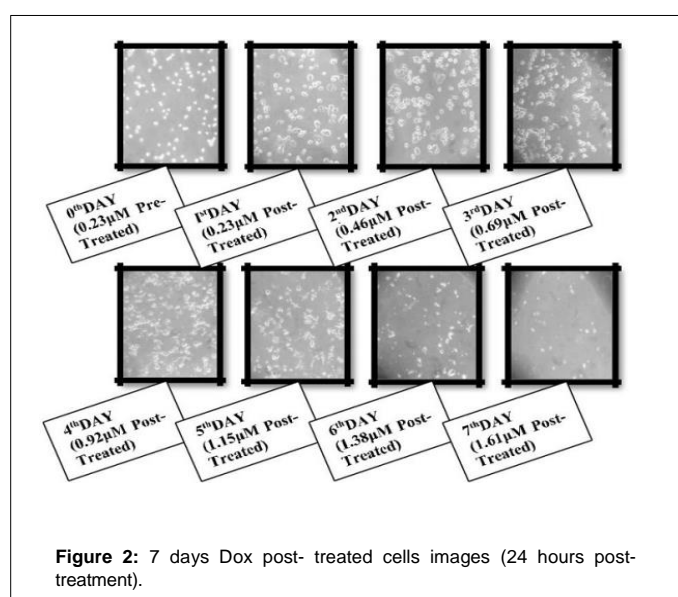 0thDAY
(0.23µM Pre-
Treated)
1stDAY
(0.23µM Post-
Treated)
2ndDAY
(0.46µM Post-
Treated)
3rdDAY
(0.69µM Post-
Treated)
4thDAY
(0.92µM Post-
Treated)
5thDAY
(1.15µM Post-
Treated)
6thDAY
(1.38µM Post-
Treated)
7thDAY
(1.61µM Post-
Treated)
Figure 2: 7 days Dox post- treated cells images (24 hours post-
treatment).